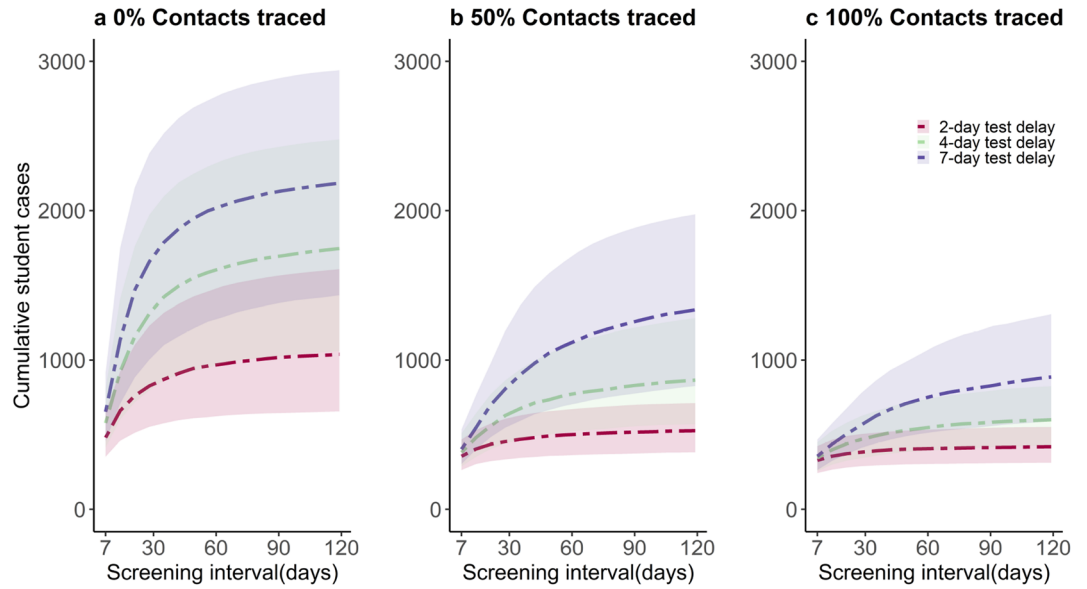 a 0% Contacts traced
b 50% Contacts traced
c 100% Contacts traced
Cumulative student cases
3000
2000
1000
0
7 30 60 90 120
Screening interval(days)
3000
2000
1000
0
7 30 60 90 120
Screening interval(days)
3000
2000
1000
0
7 30 60 90 120
Screening interval(days)
2-day test delay
4-day test delay
7-day test delay